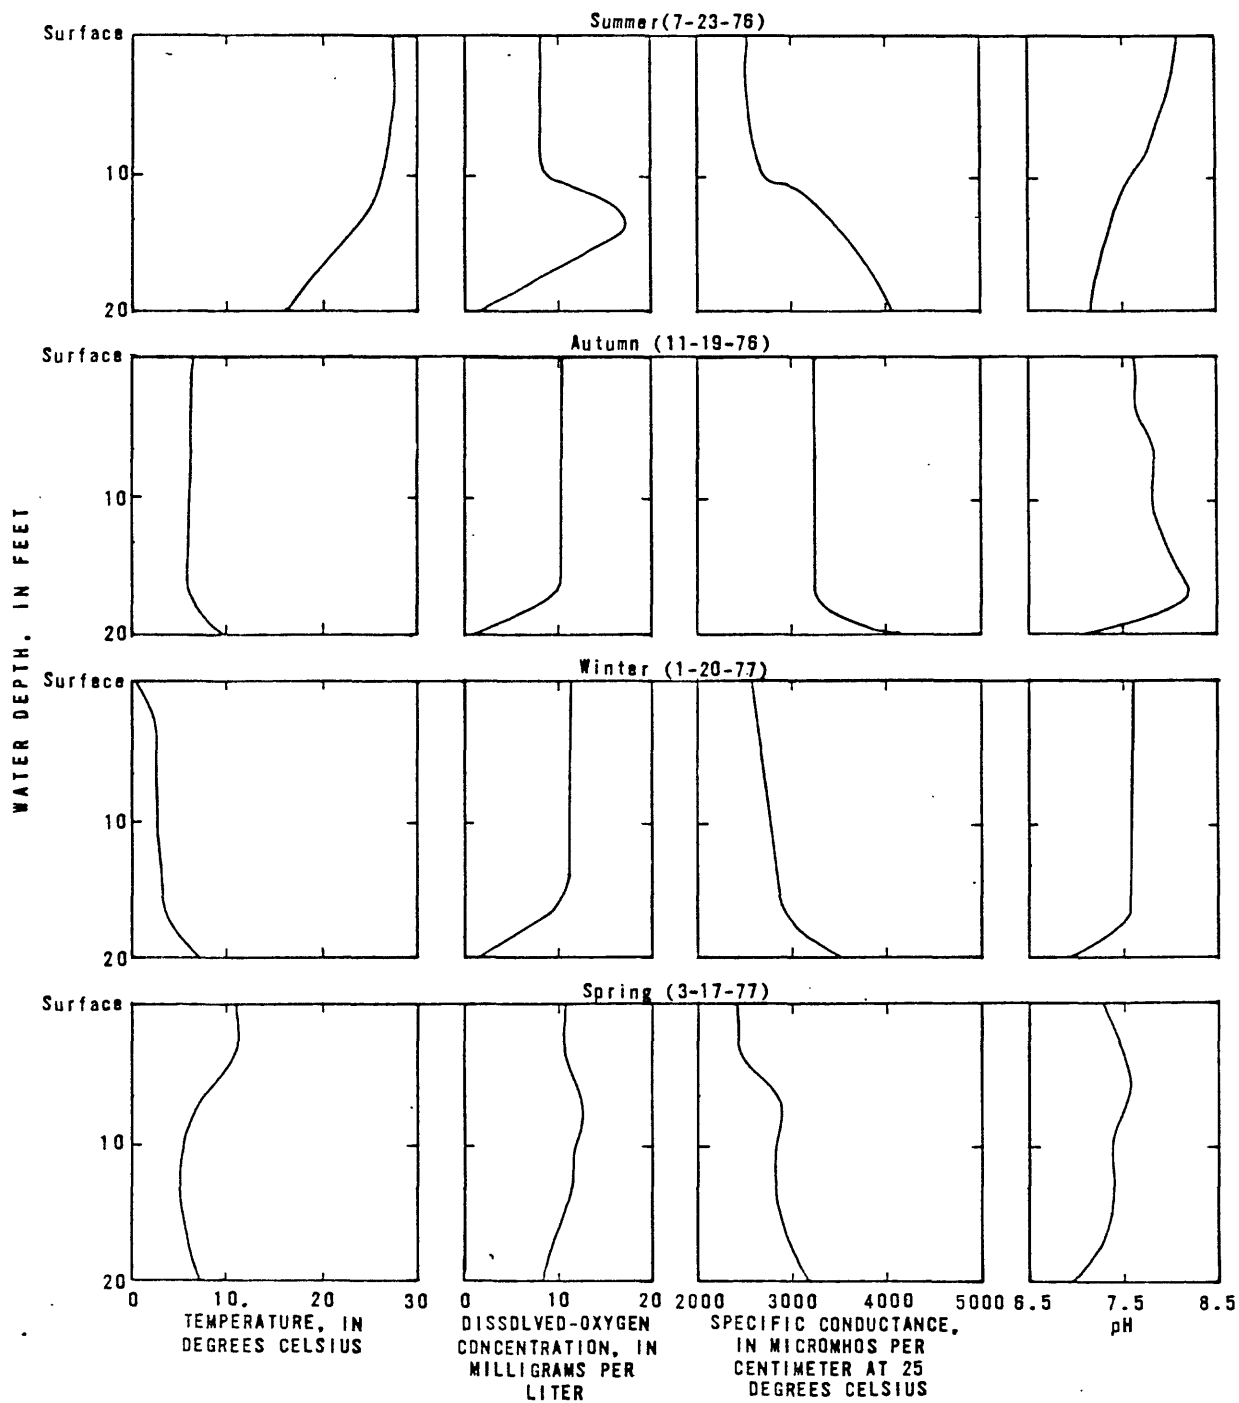 Summer(7-23-76)
Surface
10
20
Autumn (11-19-76)
Surface
10
20
Winter (1-20-77)
Surface
10
20
Spring (3-17-77)
Surface
10
20
WATER DEPTH, IN FEET
0 10. 20 30
TEMPERATURE, IN
DEGREES CELSIUS
0 10 20
DISSOLVED-OXYGEN
CONCENTRATION, IN
MILLIGRAMS PER
LITER
2000 3000 4000 5000
SPECIFIC CONDUCTANCE,
IN MICROMHOS PER
CENTIMETER AT 25
DEGREES CELSIUS
6.5 7.5 8.5
pH